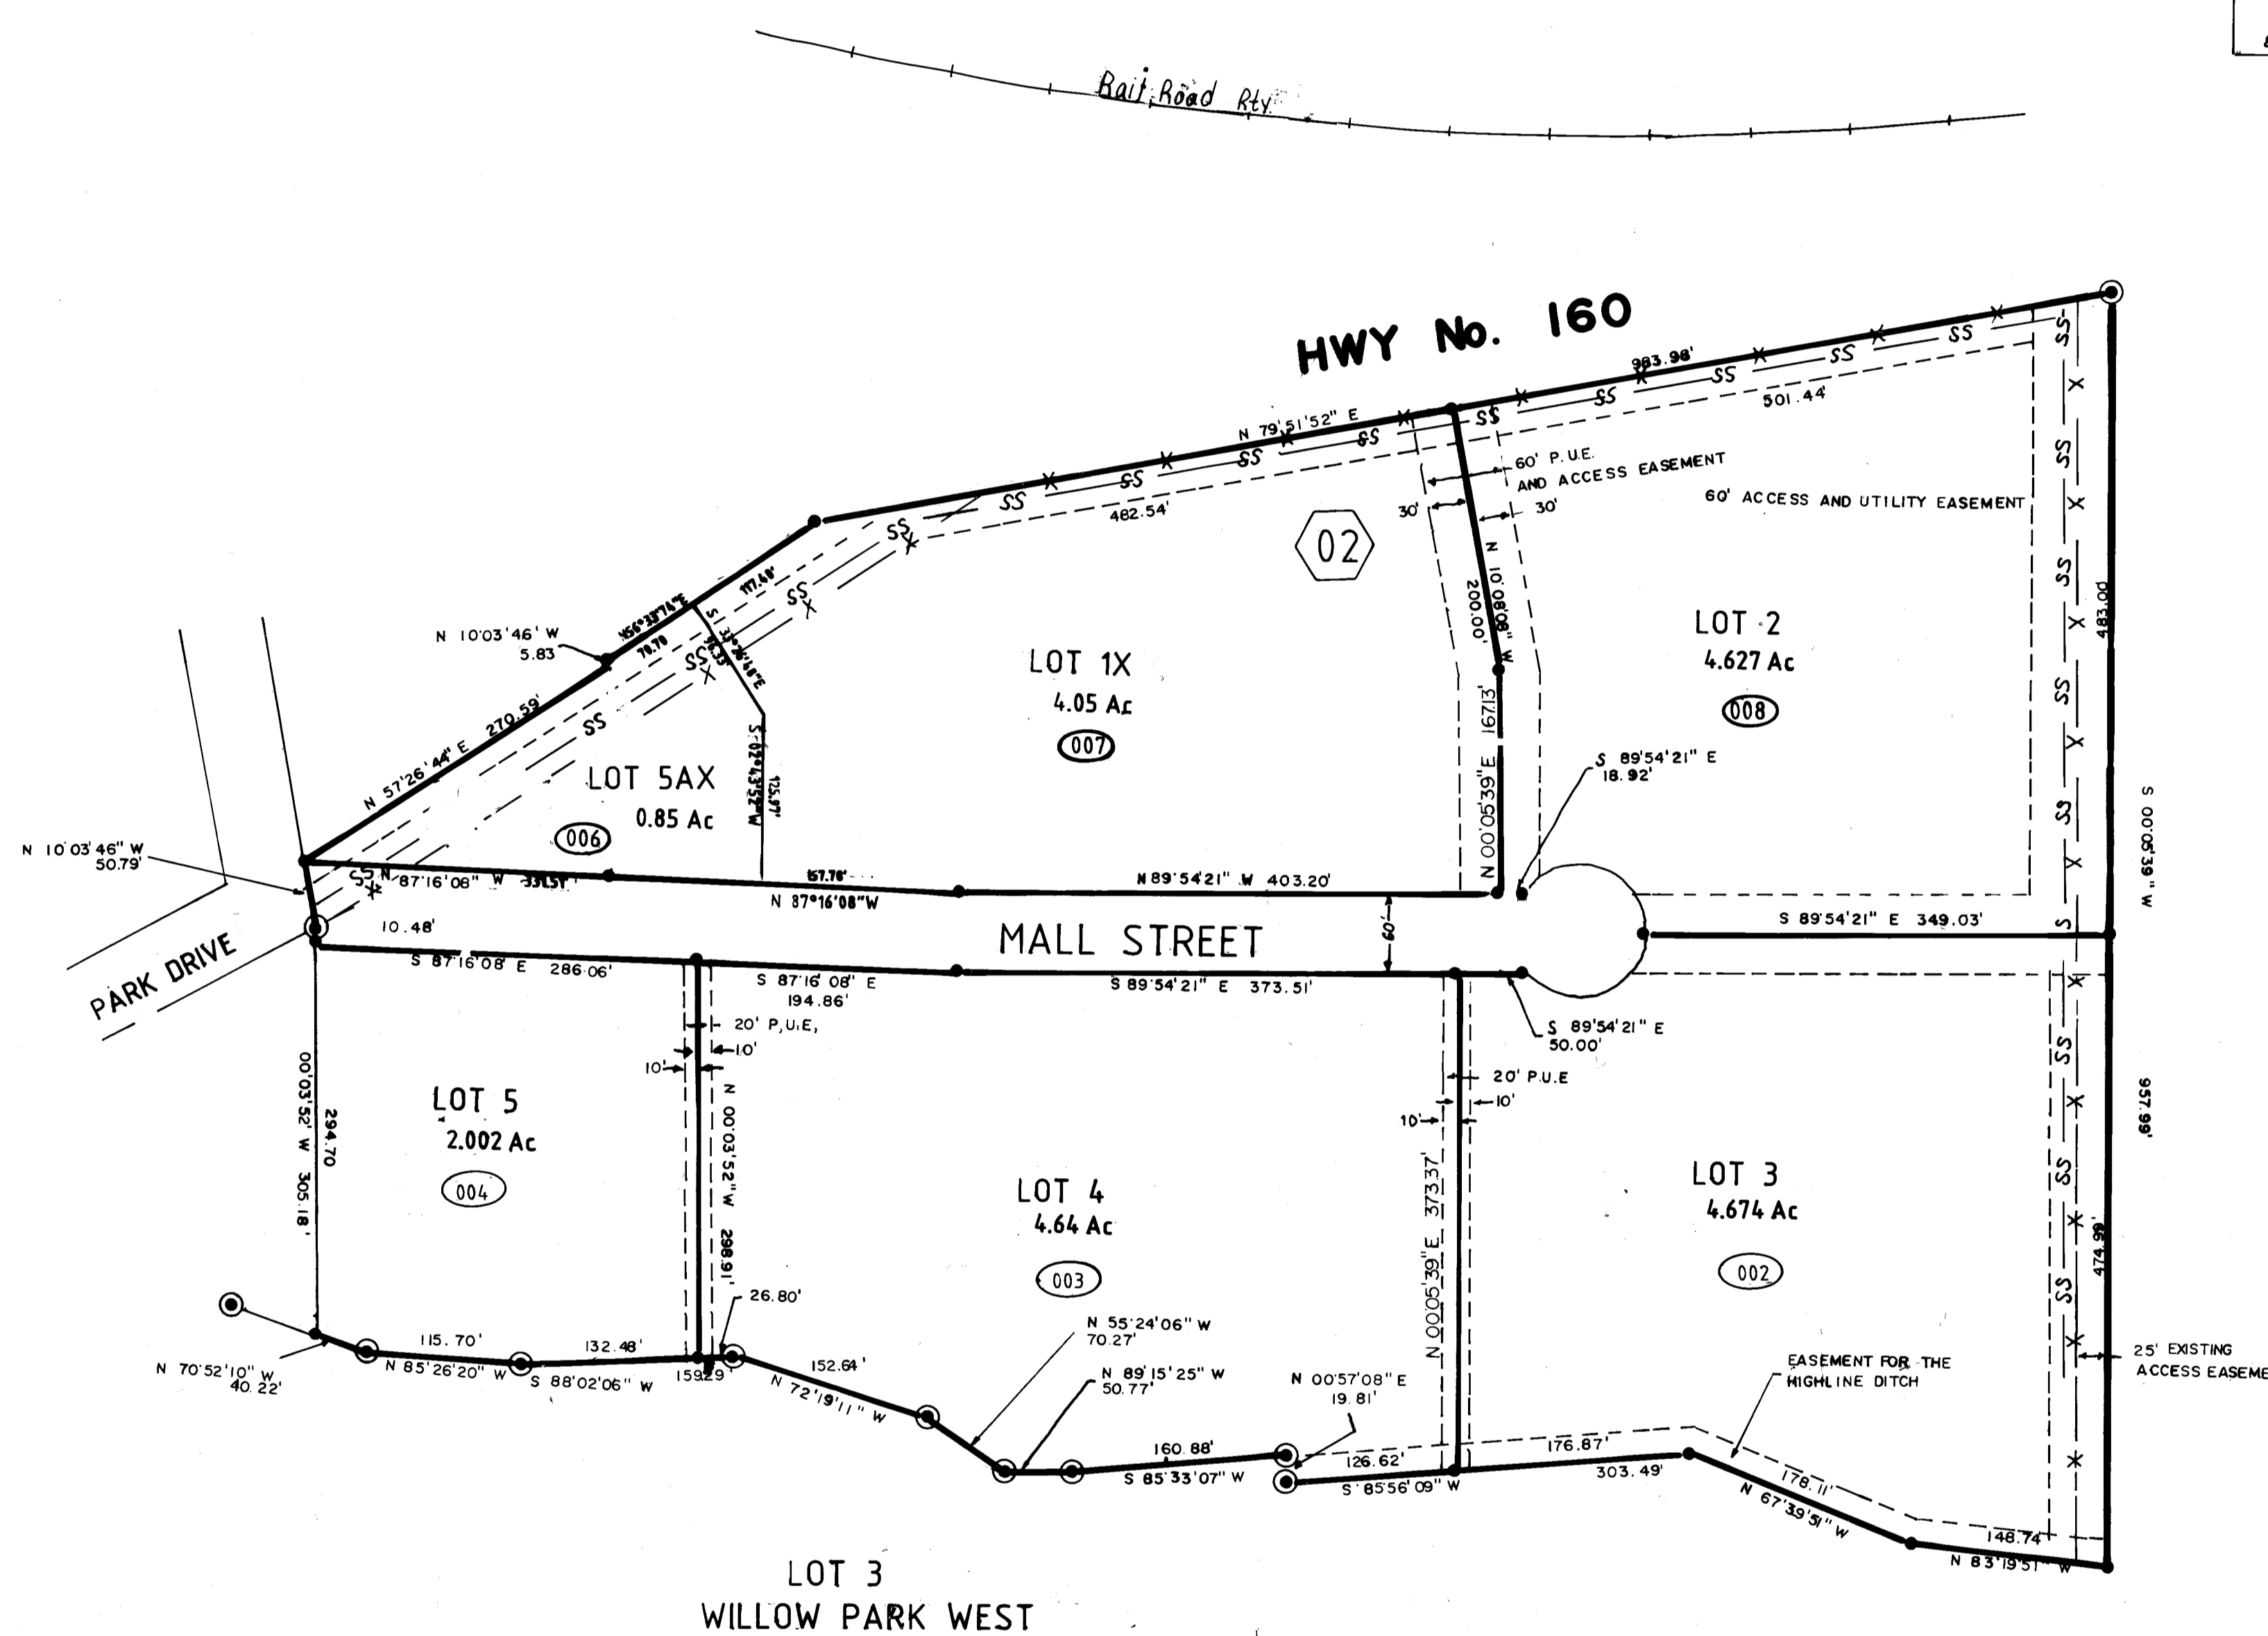 Rail Road Rty.
HWY No. 160
983.98'
N 79°51'52" E
501.44'
482.54'
60' P.U.E.
AND ACCESS EASEMENT
60' ACCESS AND UTILITY EASEMENT
30'
30'
02
N 10°08'08" W
200.00'
LOT 2
4.627 Ac
008
483.00
117.40'
70.70
N 10°03'46" W
5.83
S 33°26'48"E
96.33'
LOT 1X
4.05 Ac
007
N 00°05'39" E 167.13'
S 89°54'21" E
18.92'
N 57°26'44" E 270.59'
S 02°43'52"W
125.97'
LOT 5AX
0.85 Ac
006
S 00°05'39" W
957.99'
N 10°03'46" W
50.79'
N 87°16'08" W 331.51'
157.78'
N 87°16'08"W
N 89°54'21" W 403.20'
MALL STREET
60'
S 89°54'21" E 349.03'
PARK DRIVE
10.48'
S 87°16'08" E 286.06'
S 87°16'08" E
194.86'
S 89°54'21" E 373.51'
S 89°54'21" E
50.00'
20' P.U.E.
10'
10'
20' P.U.E
10'
10'
00°03'52" W 305.18'
294.70
LOT 5
2.002 Ac
004
N 00°03'52" W 298.91'
LOT 4
4.64 Ac
003
N 00°05'39" E 373.37'
LOT 3
4.674 Ac
002
474.99'
26.80'
N 55°24'06" W
70.27'
N 89°15'25" W
50.77'
N 00°57'08" E
19.81'
EASEMENT FOR THE
HIGHLINE DITCH
25' EXISTING
ACCESS EASEME
N 70°52'10" W
40.22'
115.70'
N 85°26'20" W
132.48'
S 88°02'06" W
159.29'
152.64'
N 72°19'11" W
160.88'
S 85°33'07" W
126.62'
S 85°56'09" W
176.87'
303.49'
178.11'
N 67°39'51" W
148.74
N 83°19'51" W
LOT 3
WILLOW PARK WEST